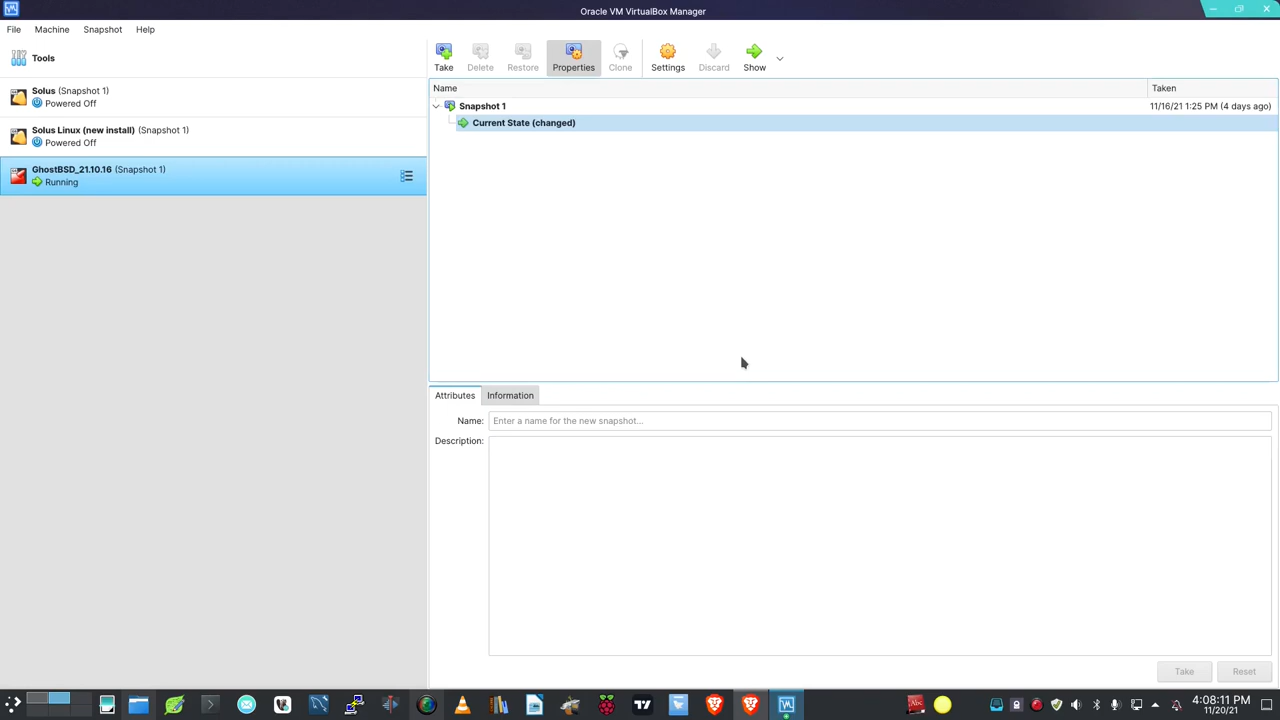 Oracle VM VirtualBox Manager
File Machine Snapshot Help
Tools
Take Delete Restore Properties Clone Settings Discard Show
Name Taken
Solus (Snapshot 1)
Powered Off
Snapshot 1 11/16/21 1:25 PM (4 days ago)
Current State (changed)
Solus Linux (new install) (Snapshot 1)
Powered Off
GhostBSD_21.10.16 (Snapshot 1)
Running
Attributes Information
Name: Enter a name for the new snapshot...
Description:
Take Reset
Abc
4:08:11 PM
11/20/21